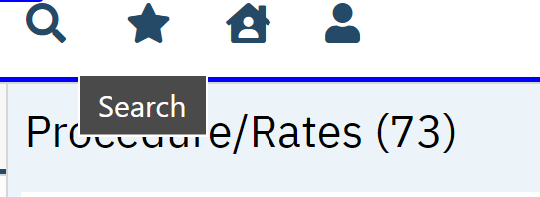 Search
Procedure/Rates (73)